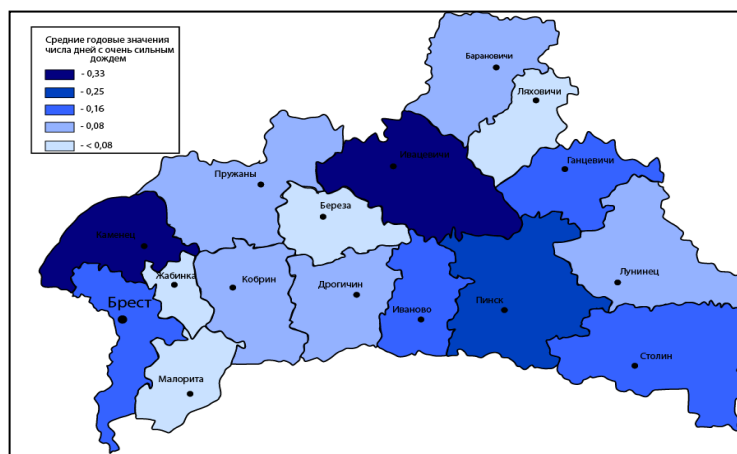 Средние годовые значения
числа дней с очень сильным
дождем
- 0,33
- 0,25
- 0,16
- 0,08
- < 0,08
Барановичи
Ляховичи
Ганцевичи
Пружаны
Береза
Каменец
Жабинка
Кобрин
Дрогичин
Иваново
Пинск
Лунинец
Брест
Столин
Малорита